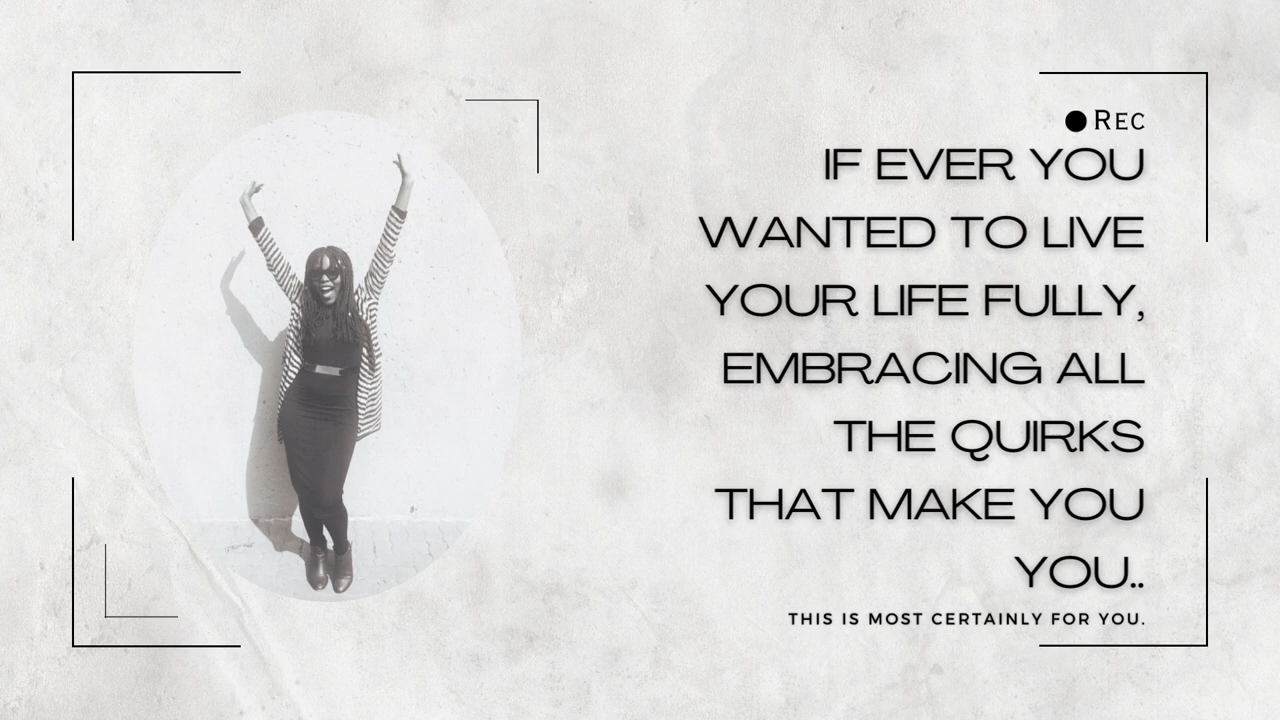 ● REC
IF EVER YOU
WANTED TO LIVE
YOUR LIFE FULLY,
EMBRACING ALL
THE QUIRKS
THAT MAKE YOU
YOU..
THIS IS MOST CERTAINLY FOR YOU.